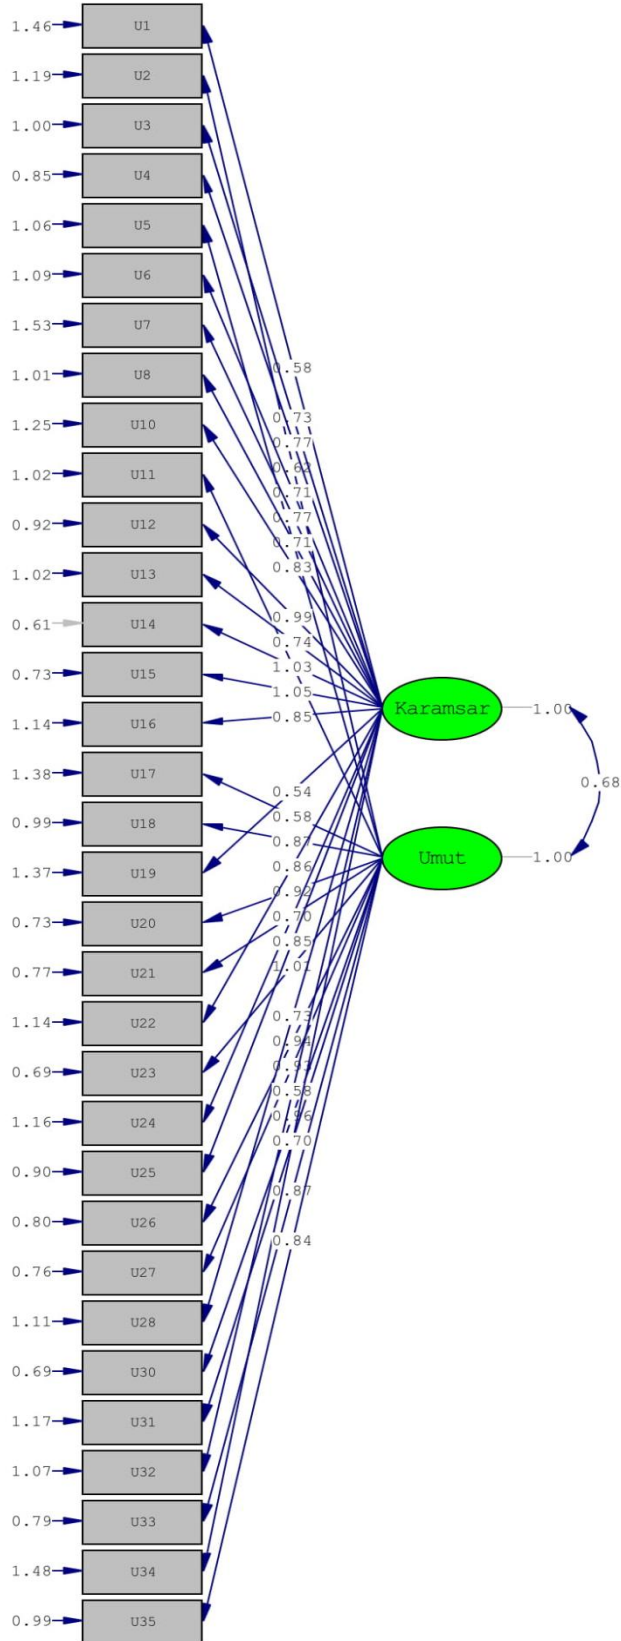 1.46 U1
1.19 U2
1.00 U3
0.85 U4
1.06 U5
1.09 U6
1.53 U7
1.01 U8
0.58
1.25 U10
0.73
0.77
1.02 U11
0.62
0.71
0.92 U12
0.77
0.71
1.02 U13
0.83
0.61 U14
0.99
0.74
0.73 U15
1.03
1.05
Karamsar 1.00
1.14 U16
0.85
1.38 U17
0.68
0.54
0.99 U18
0.58
0.87
Umut 1.00
1.37 U19
0.86
0.92
0.73 U20
0.70
0.85
0.77 U21
1.01
1.14 U22
0.73
0.94
0.69 U23
0.93
0.58
1.16 U24
0.96
0.70
0.90 U25
0.87
0.80 U26
0.84
0.76 U27
1.11 U28
0.69 U30
1.17 U31
1.07 U32
0.79 U33
1.48 U34
0.99 U35